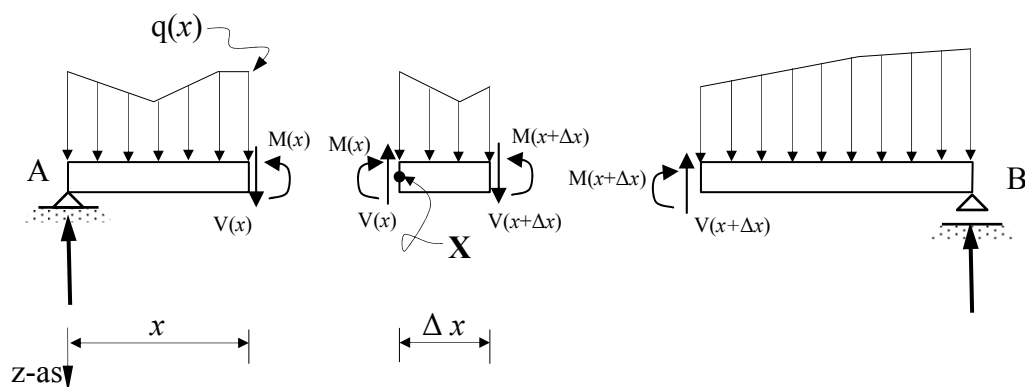 q(x)
A
M(x)
V(x)
M(x)
V(x)
M(x+Δx)
V(x+Δx)
X
M(x+Δx)
V(x+Δx)
B
x
Δ x
z-as